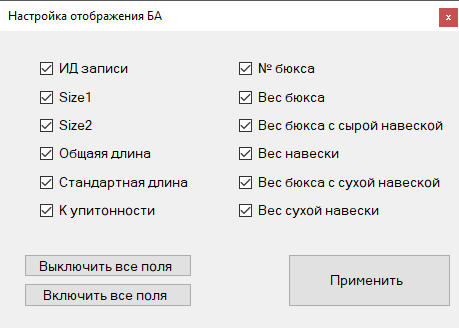 Настройка отображения БА
x
ИД записи
Size1
Size2
Общаяя длина
Стандартная длина
К упитонности
№ бюкса
Вес бюкса
Вес бюкса с сырой навеской
Вес навески
Вес бюкса с сухой навеской
Вес сухой навески
Выключить все поля
Включить все поля
Применить